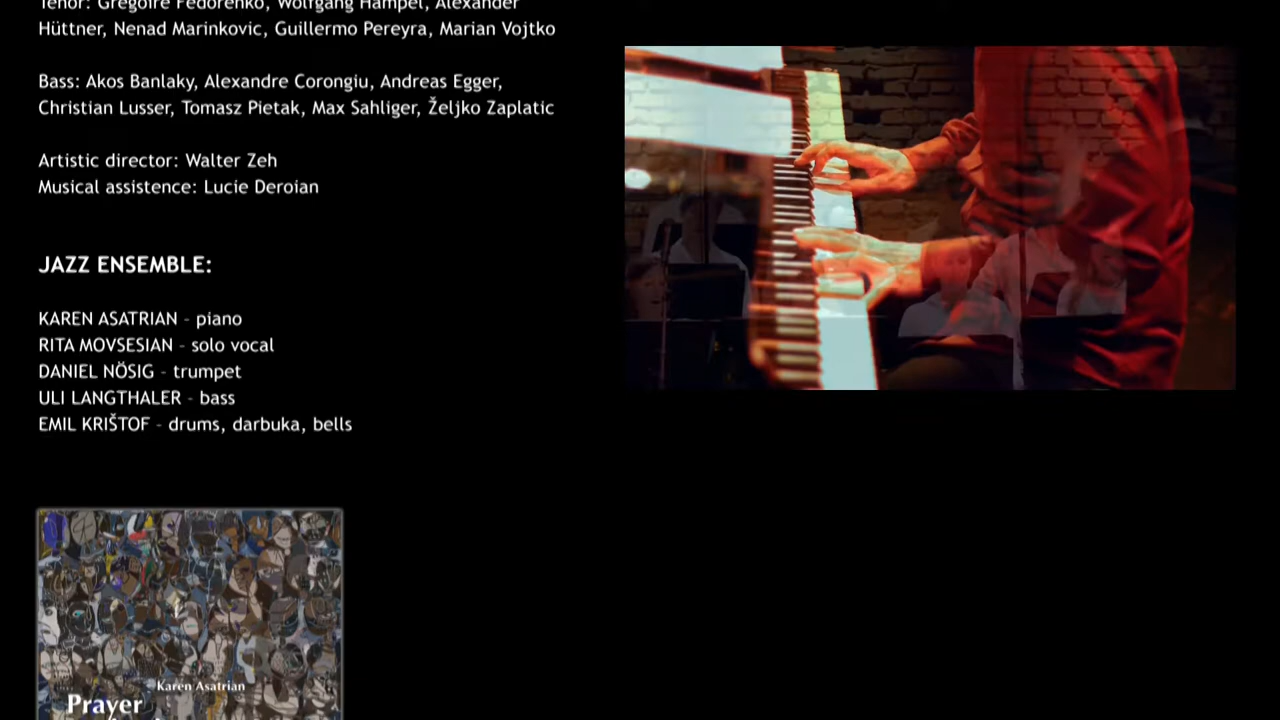 Tenor: Grégoire Fedorenko, Wolfgang Hampel, Alexander
Hüttner, Nenad Marinkovic, Guillermo Pereyra, Marian Vojtko
Bass: Akos Banlaky, Alexandre Corongiu, Andreas Egger,
Christian Lusser, Tomasz Pietak, Max Sahliger, Željko Zaplatic
Artistic director: Walter Zeh
Musical assistence: Lucie Deroian
JAZZ ENSEMBLE:
KAREN ASATRIAN - piano
RITA MOVSESIAN - solo vocal
DANIEL NÖSIG - trumpet
ULI LANGTHALER - bass
EMIL KRIŠTOF - drums, darbuka, bells
Karen Asatrian
Prayer